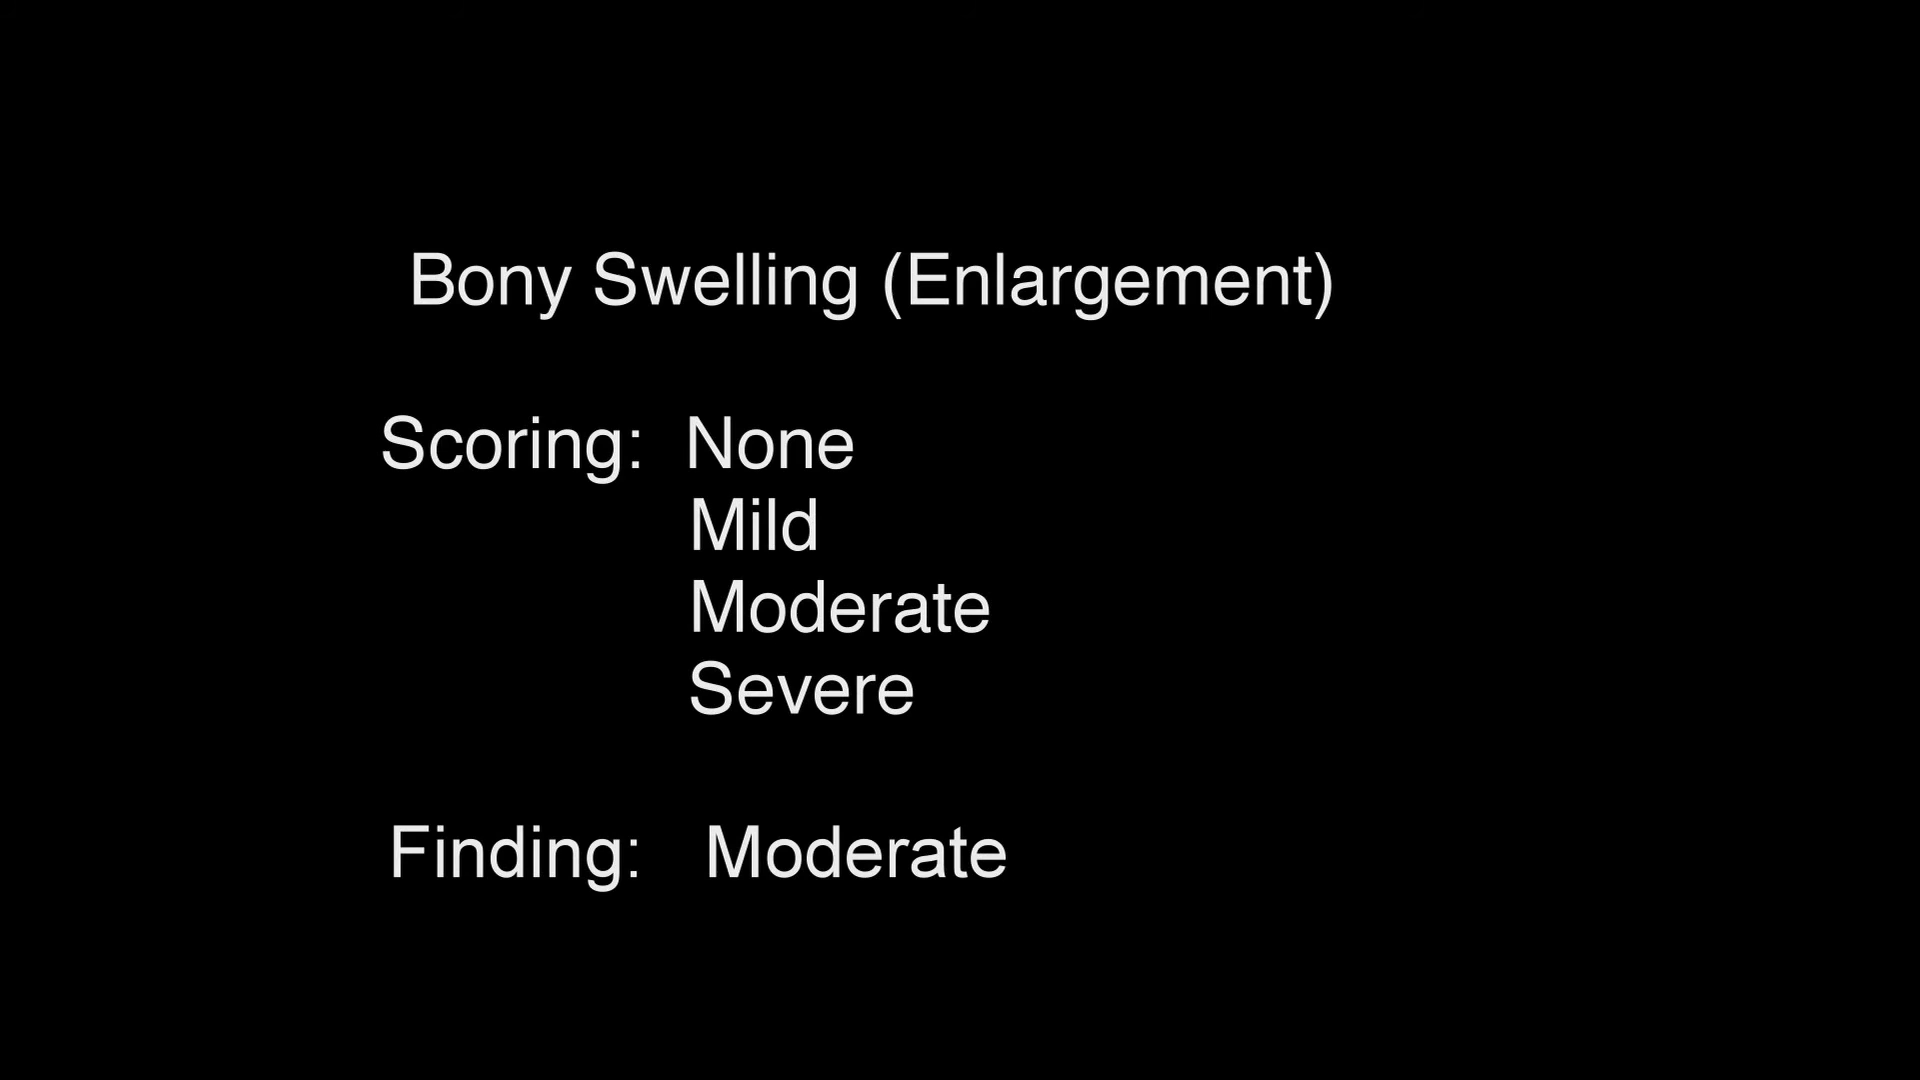 Bony Swelling (Enlargement)
Scoring: None
Mild
Moderate
Severe
Finding: Moderate